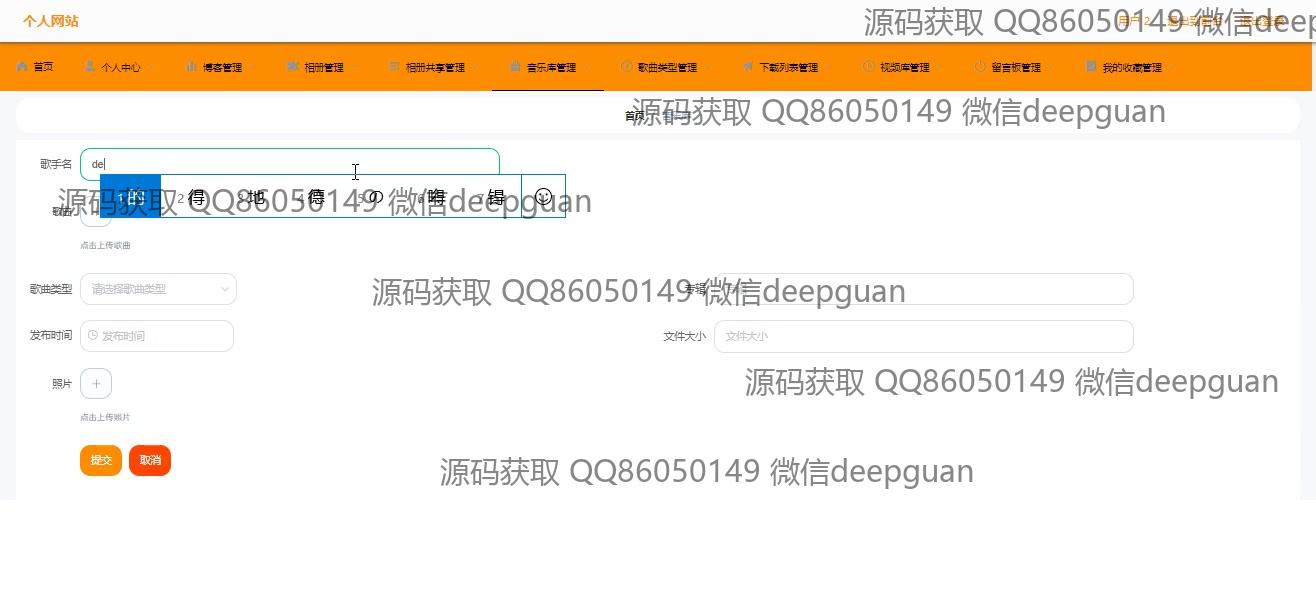 个人网站
源码获取 QQ86050149 微信deep
首页 个人中心 博客管理 相册管理 相册共享管理 音乐库管理 歌曲类型管理 下载列表管理 视频库管理 留言板管理 我的收藏管理
首页
源码获取 QQ86050149 微信deepguan
歌手名 de
1 的 2 得 3 地 4 德 5 の 6 嘚 7 锝
源码获取 QQ86050149 微信deepguan
歌曲
点击上传歌曲
歌曲类型 请选择歌曲类型 专辑
源码获取 QQ86050149 微信deepguan
发布时间 发布时间 文件大小 文件大小
照片 +
源码获取 QQ86050149 微信deepguan
点击上传照片
提交 取消
源码获取 QQ86050149 微信deepguan